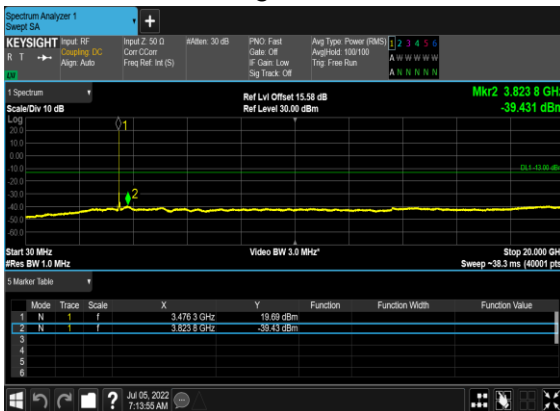 Spectrum Analyzer 1
Swept SA
KEYSIGHT Input: RF Input Z: 50 Ω #Atten: 30 dB PNO: Fast Avg Type: Power (RMS) 1 2 3 4 5 6
R T Coupling: DC Corr CCorr Gate: Off Avg|Hold: 100/100 A W W W W W
Align: Auto Freq Ref: Int (S) IF Gain: Low Trig: Free Run
LV Sig Track: Off A N N N N N
1 Spectrum Ref Lvl Offset 15.58 dB Mkr2 3.823 8 GHz
Scale/Div 10 dB Ref Level 30.00 dBm -39.431 dBm
Log
20.0
10.0
0.00
-10.0
DL1 -13.00 dBm
-20.0
-30.0
-40.0
-50.0
-60.0
1
2
Start 30 MHz Video BW 3.0 MHz* Stop 20.000 GH
#Res BW 1.0 MHz Sweep ~38.3 ms (40001 pts
5 Marker Table
Mode Trace Scale X Y Function Function Width Function Value
1 N 1 f 3.476 3 GHz 19.69 dBm
2 N 1 f 3.823 8 GHz -39.43 dBm
3
4
5
6
? Jul 05, 2022
7:13:55 AM